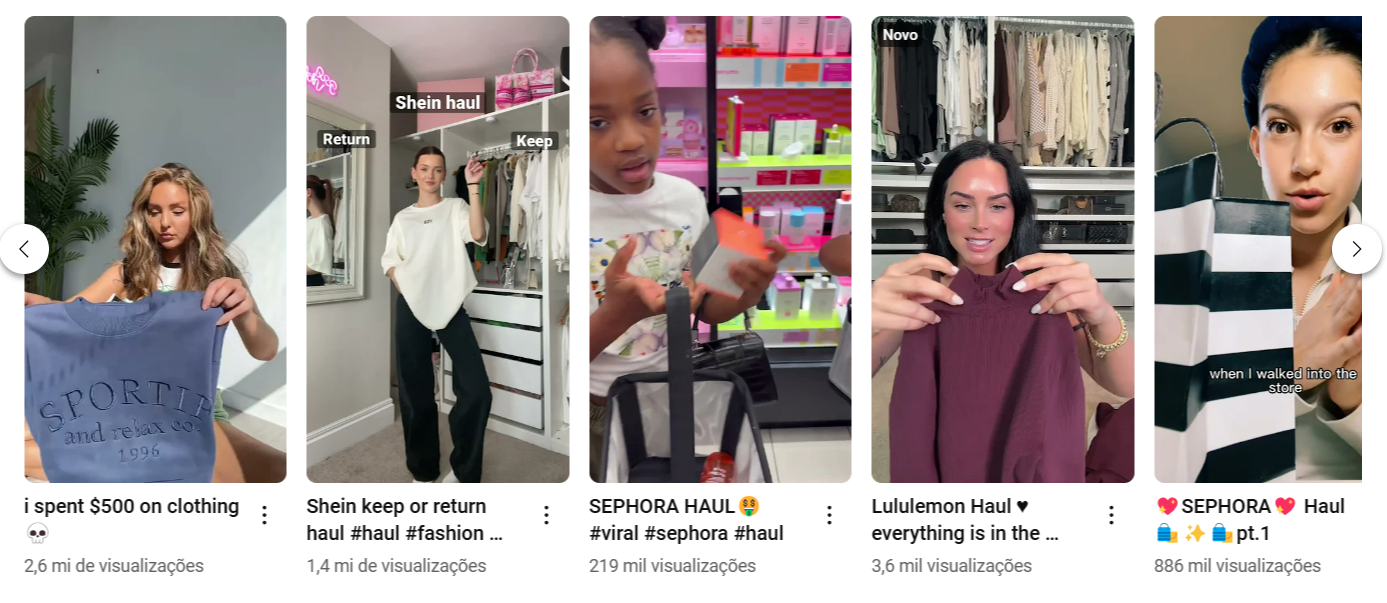 SPORTIF
and relax co.
1996
i spent $500 on clothing
💀
2,6 mi de visualizações
Shein haul
Return
Keep
Shein keep or return
haul #haul #fashion ...
1,4 mi de visualizações
SEPHORA HAUL🤑
#viral #sephora #haul
219 mil visualizações
Novo
Lululemon Haul ♥
everything is in the ...
3,6 mil visualizações
when I walked into the
store
💖SEPHORA💖 Haul
🛍️ ✨ 🛍️pt.1
886 mil visualizações